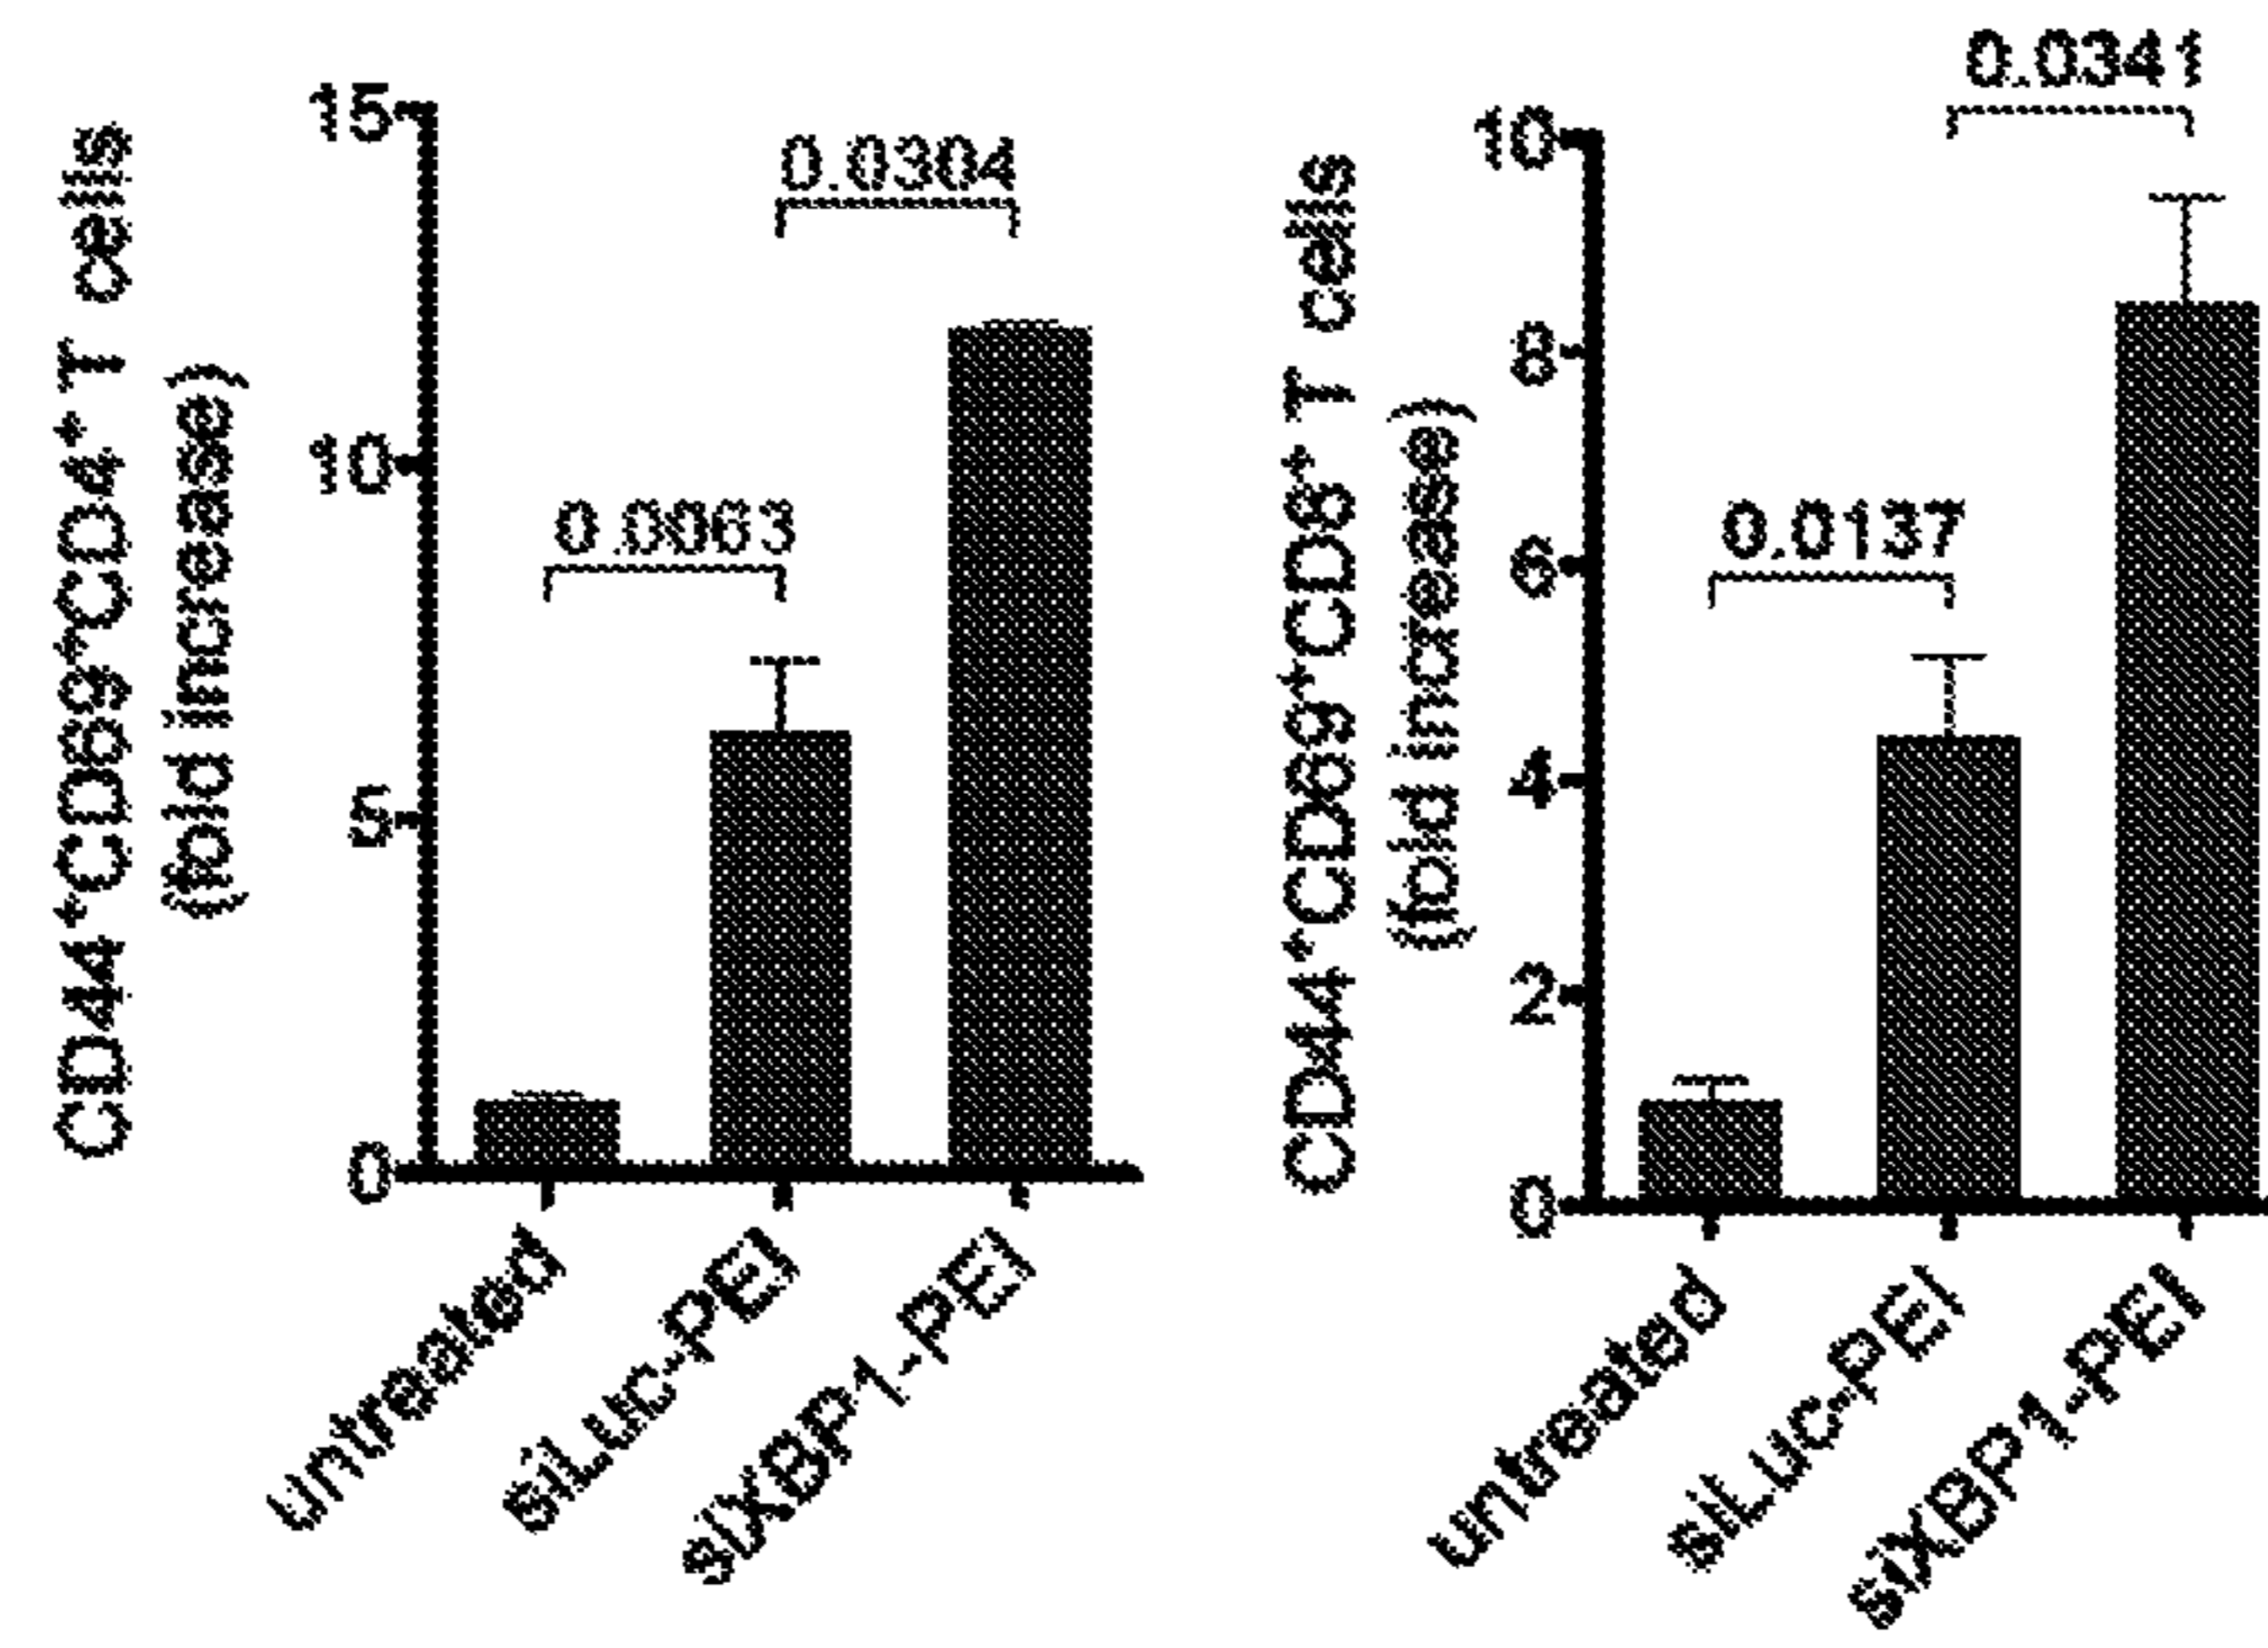 CD44⁺CD69⁺CD4⁺ T cells
(fold increase)
15
10
5
0
0.0063
0.0304
untreated
siLuc-PEI
siXBP1-PEI
CD44⁺CD69⁺CD8⁺ T cells
(fold increase)
10
8
6
4
2
0
0.0137
0.0341
untreated
siLuc-PEI
siXBP1-PEI